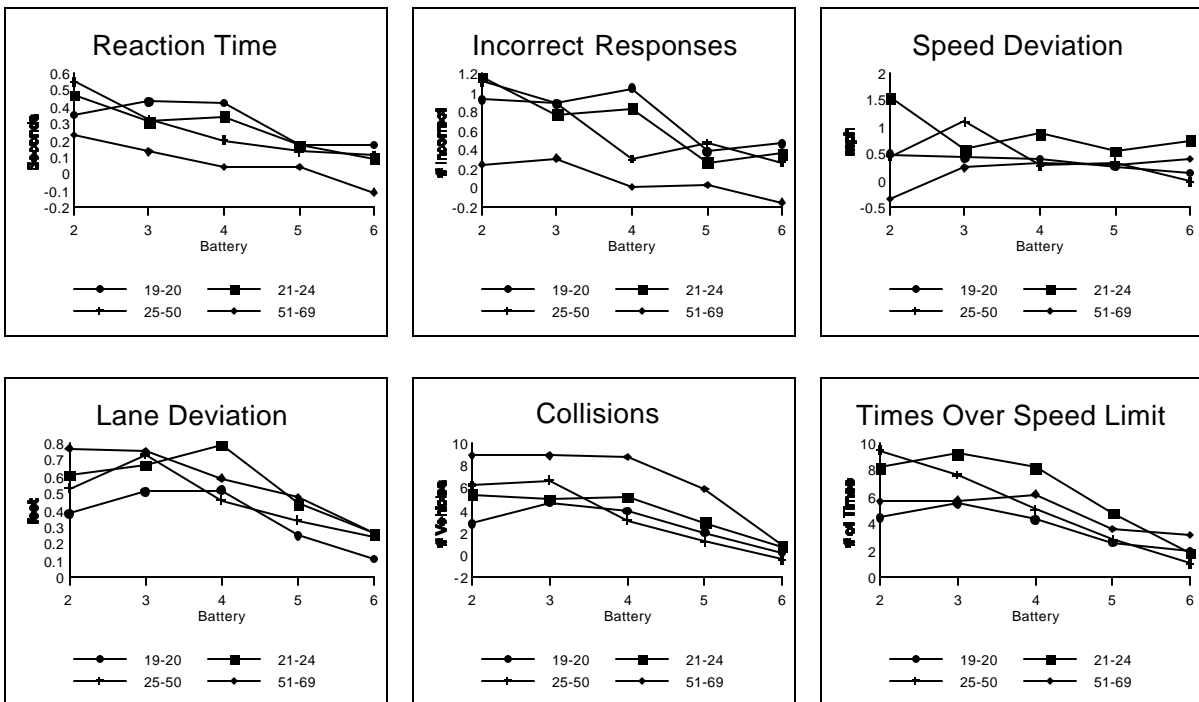 Reaction Time
Seconds
0.6
0.5
0.4
0.3
0.2
0.1
0
-0.1
-0.2
2 3 4 5 6
Battery
19-20 21-24
25-50 51-69
Incorrect Responses
# Incorrect
1.2
1
0.8
0.6
0.4
0.2
0
-0.2
2 3 4 5 6
Battery
19-20 21-24
25-50 51-69
Speed Deviation
mph
2
1.5
1
0.5
0
-0.5
2 3 4 5 6
Battery
19-20 21-24
25-50 51-69
Lane Deviation
feet
0.8
0.7
0.6
0.5
0.4
0.3
0.2
0.1
0
2 3 4 5 6
Battery
19-20 21-24
25-50 51-69
Collisions
# Vehicles
10
8
6
4
2
0
-2
2 3 4 5 6
Battery
19-20 21-24
25-50 51-69
Times Over Speed Limit
# of Times
10
8
6
4
2
0
2 3 4 5 6
Battery
19-20 21-24
25-50 51-69